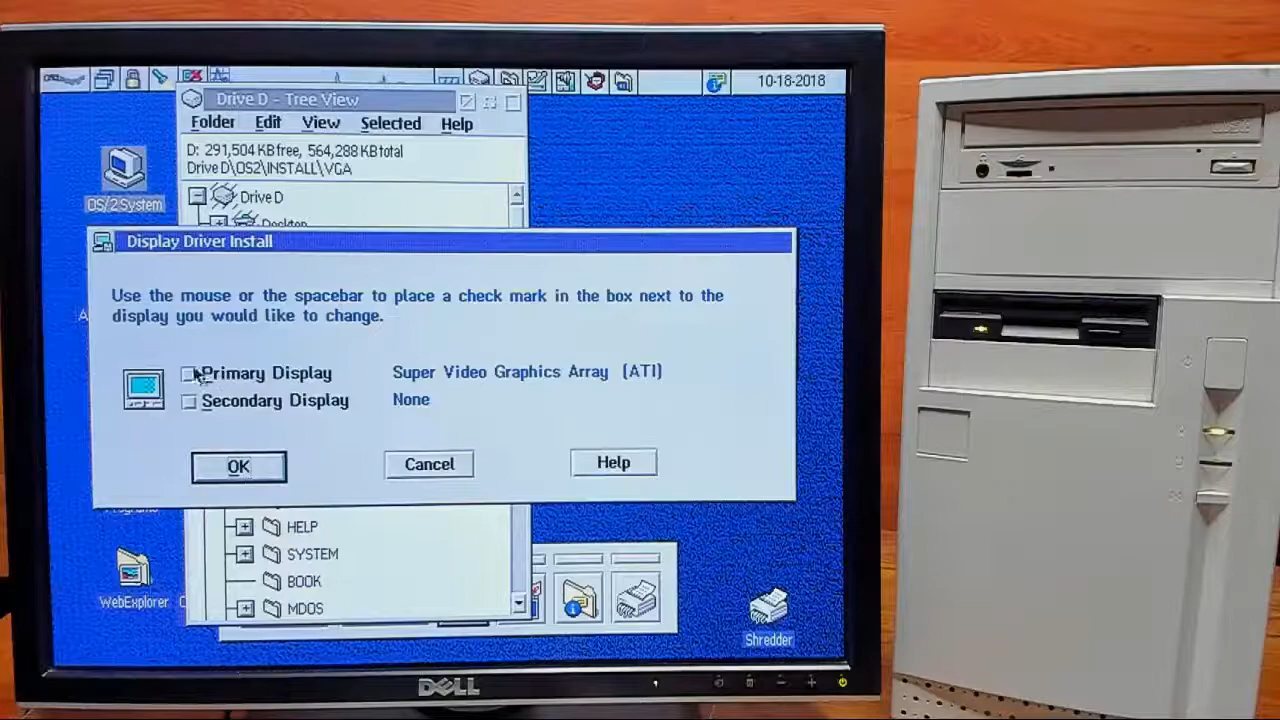 10-18-2018
Drive D - Tree View
Folder Edit View Selected Help
D: 291,504 KB free, 564,288 KB total
Drive D\OS2\INSTALL\VGA
Drive D
Desktop
OS/2 System
Display Driver Install
Use the mouse or the spacebar to place a check mark in the box next to the
display you would like to change.
Primary Display Super Video Graphics Array (ATI)
Secondary Display None
OK Cancel Help
Programs
HELP
SYSTEM
BOOK
MDOS
WebExplorer
Shredder
DELL